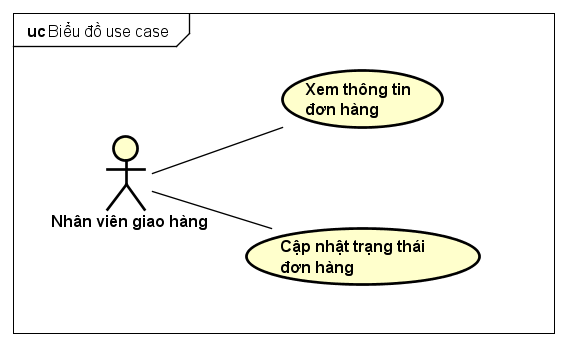 uc Biểu đồ use case
Xem thông tin
đơn hàng
Nhân viên giao hàng
Cập nhật trạng thái
đơn hàng